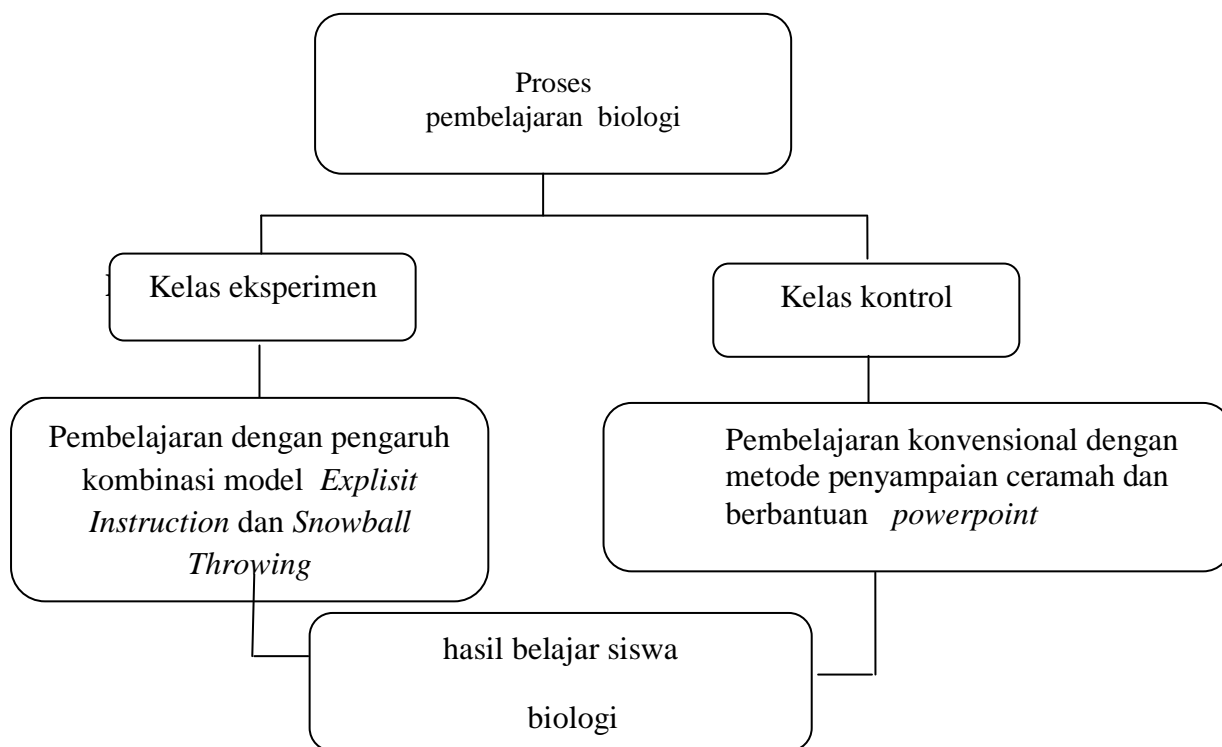 Proses
pembelajaran biologi
Kelas eksperimen
Kelas kontrol
Pembelajaran dengan pengaruh
kombinasi model Explisit
Instruction dan Snowball
Throwing
Pembelajaran konvensional dengan
metode penyampaian ceramah dan
berbantuan powerpoint
hasil belajar siswa
biologi